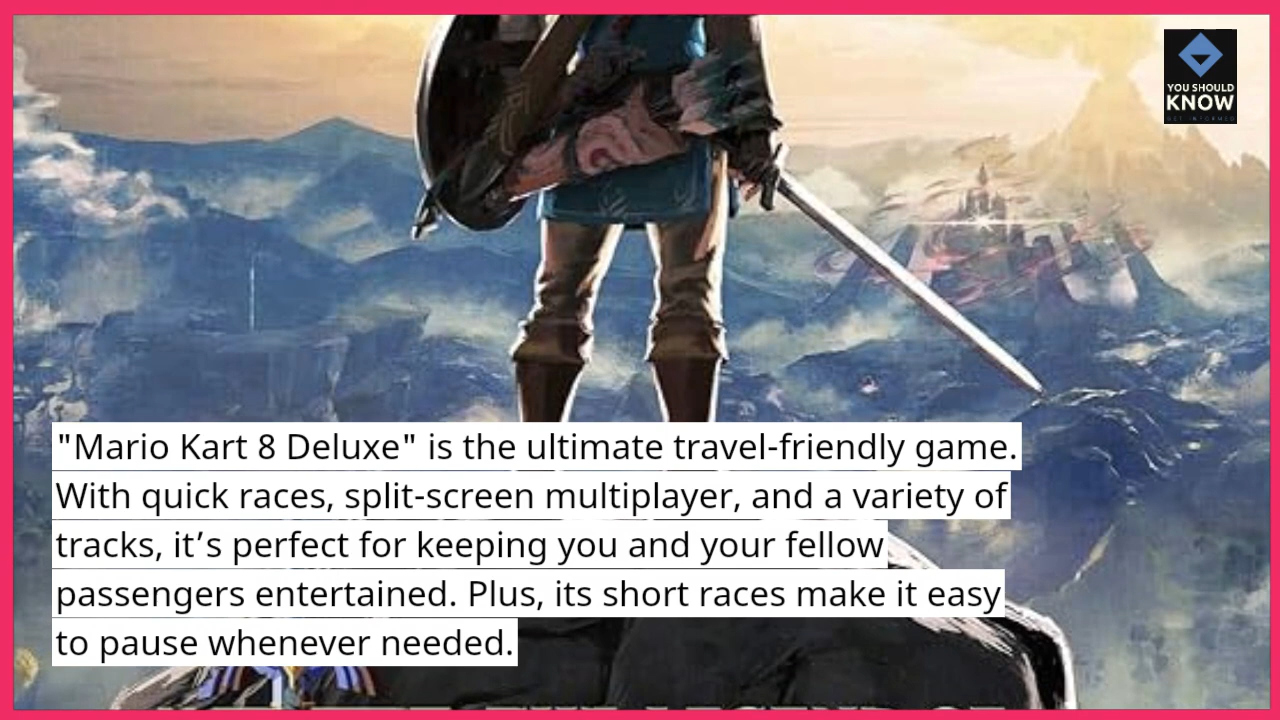 YOU SHOULD
KNOW
GET INFORMED
"Mario Kart 8 Deluxe" is the ultimate travel-friendly game.
With quick races, split-screen multiplayer, and a variety of
tracks, it’s perfect for keeping you and your fellow
passengers entertained. Plus, its short races make it easy
to pause whenever needed.